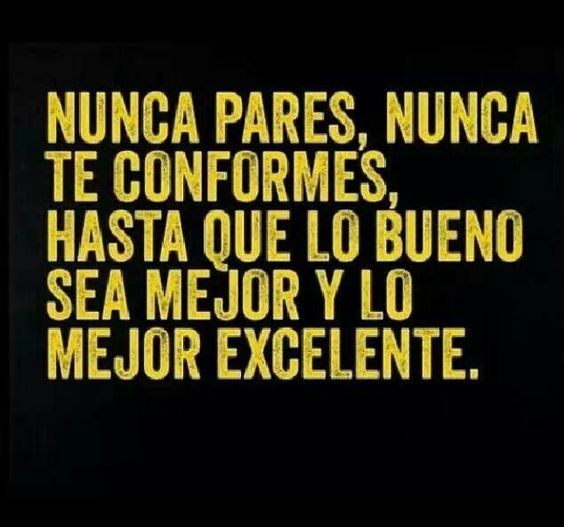 NUNCA PARES, NUNCA
TE CONFORMES,
HASTA QUE LO BUENO
SEA MEJOR Y LO
MEJOR EXCELENTE.